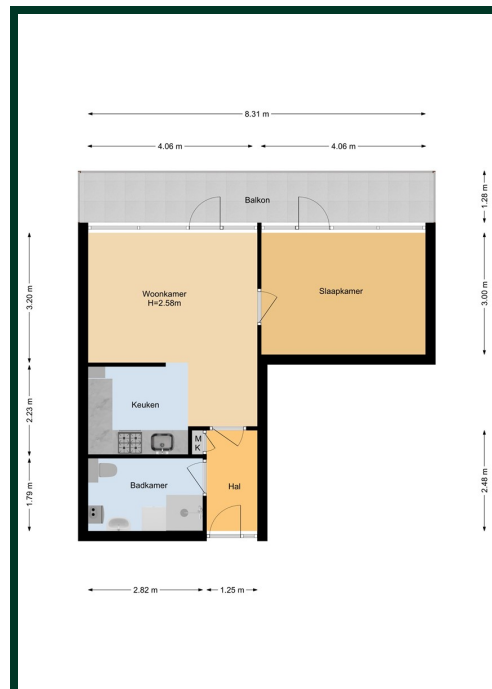 8.31 m
4.06 m
4.06 m
Balkon
1.28 m
Woonkamer
H=2.58m
Slaapkamer
3.20 m
3.00 m
Keuken
2.23 m
M
K
Badkamer
Hal
1.79 m
2.48 m
2.82 m
1.25 m